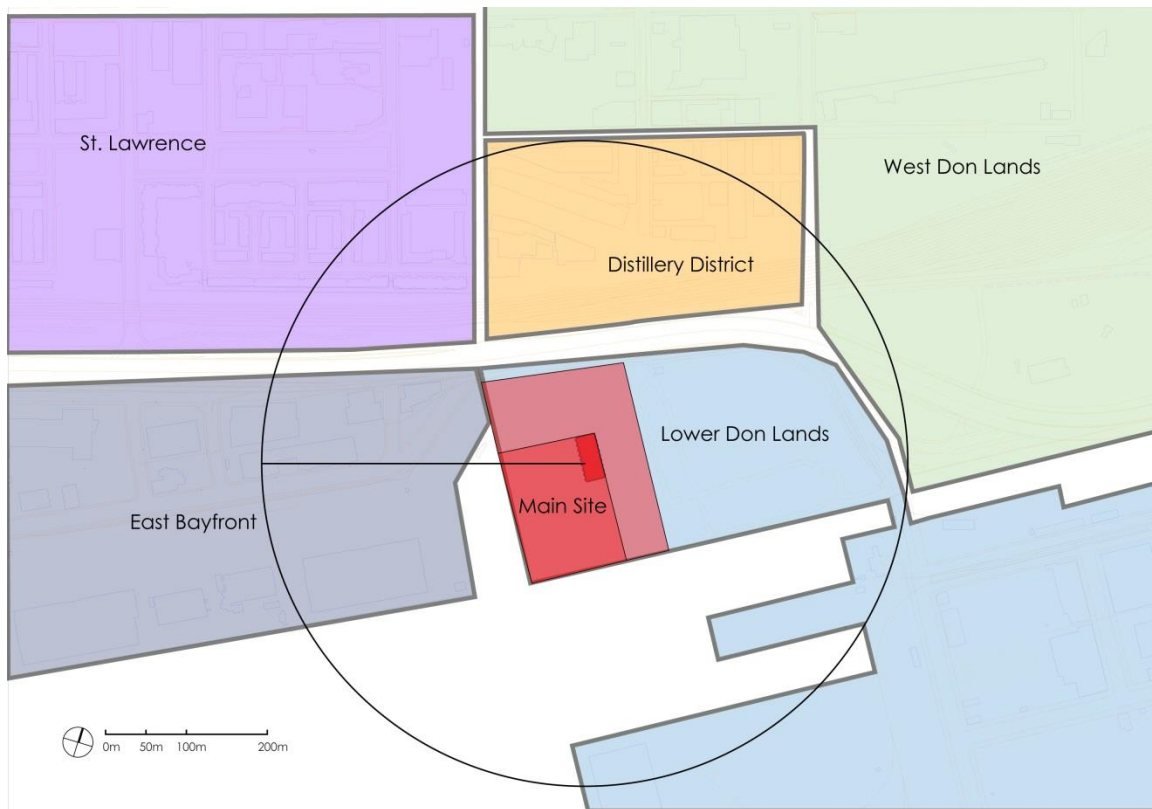 St. Lawrence
West Don Lands
Distillery District
Lower Don Lands
Main Site
East Bayfront
0m 50m 100m 200m